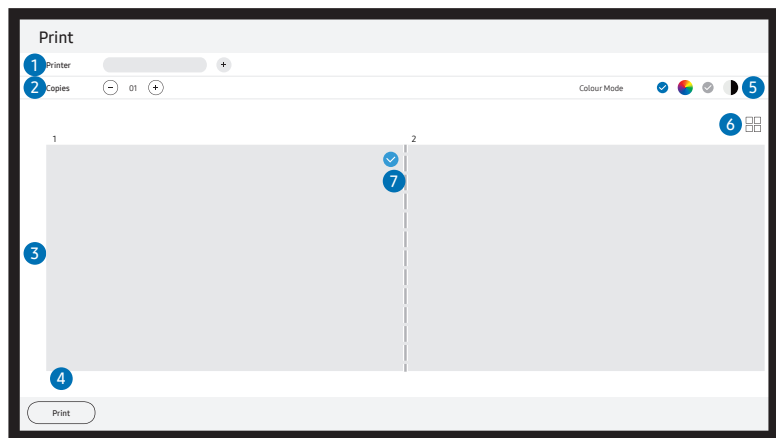 Print
1 Printer +
2 Copies - 01 + Colour Mode 5
6
1 2
7
3
4
Print